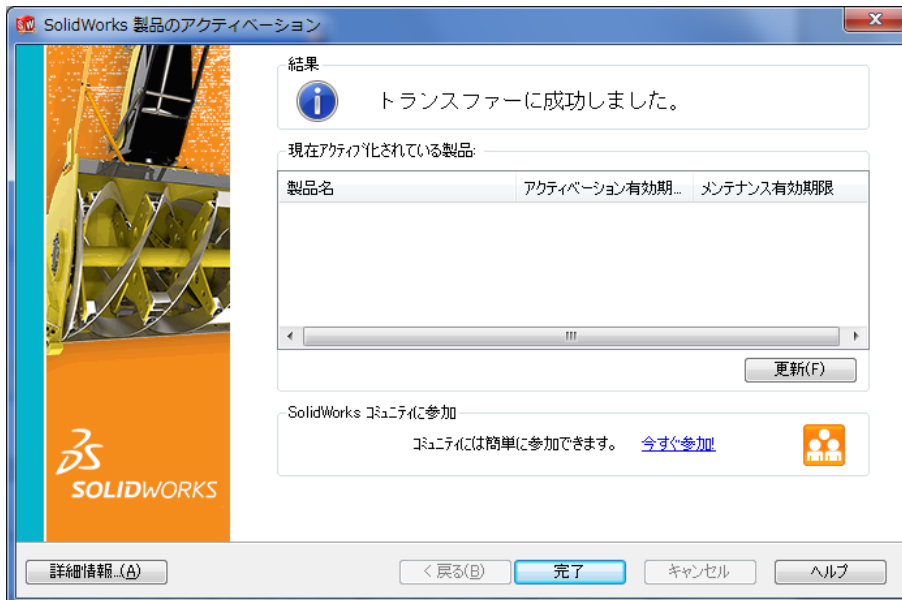 SolidWorks 製品のアクティベーション
結果
トランスファーに成功しました。
現在アクティブ化されている製品:
製品名 アクティベーション有効期... メンテナンス有効期限
更新(F)
SolidWorks コミュニティに参加
コミュニティには簡単に参加できます。 今すぐ参加!
DS
SOLIDWORKS
詳細情報...(A) < 戻る(B) 完了 キャンセル ヘルプ